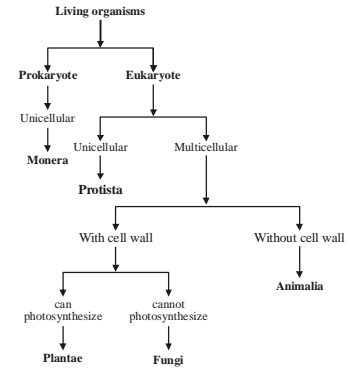 Living organisms
Prokaryote Eukaryote
Unicellular
Unicellular Multicellular
Monera
Protista
With cell wall Without cell wall
Animalia
can cannot
photosynthesize photosynthesize
Plantae Fungi